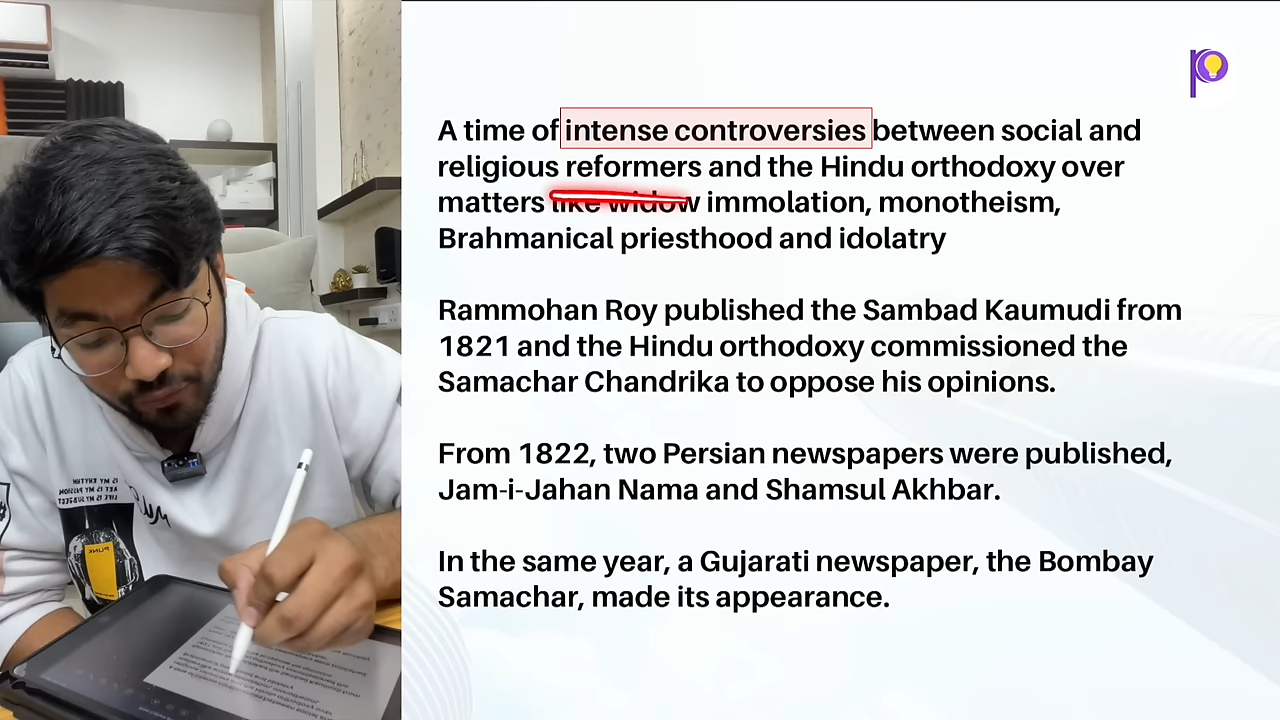 A time of intense controversies between social and
religious reformers and the Hindu orthodoxy over
matters like widow immolation, monotheism,
Brahmanical priesthood and idolatry
Rammohan Roy published the Sambad Kaumudi from
1821 and the Hindu orthodoxy commissioned the
Samachar Chandrika to oppose his opinions.
From 1822, two Persian newspapers were published,
Jam-i-Jahan Nama and Shamsul Akhbar.
In the same year, a Gujarati newspaper, the Bombay
Samachar, made its appearance.
PUNK